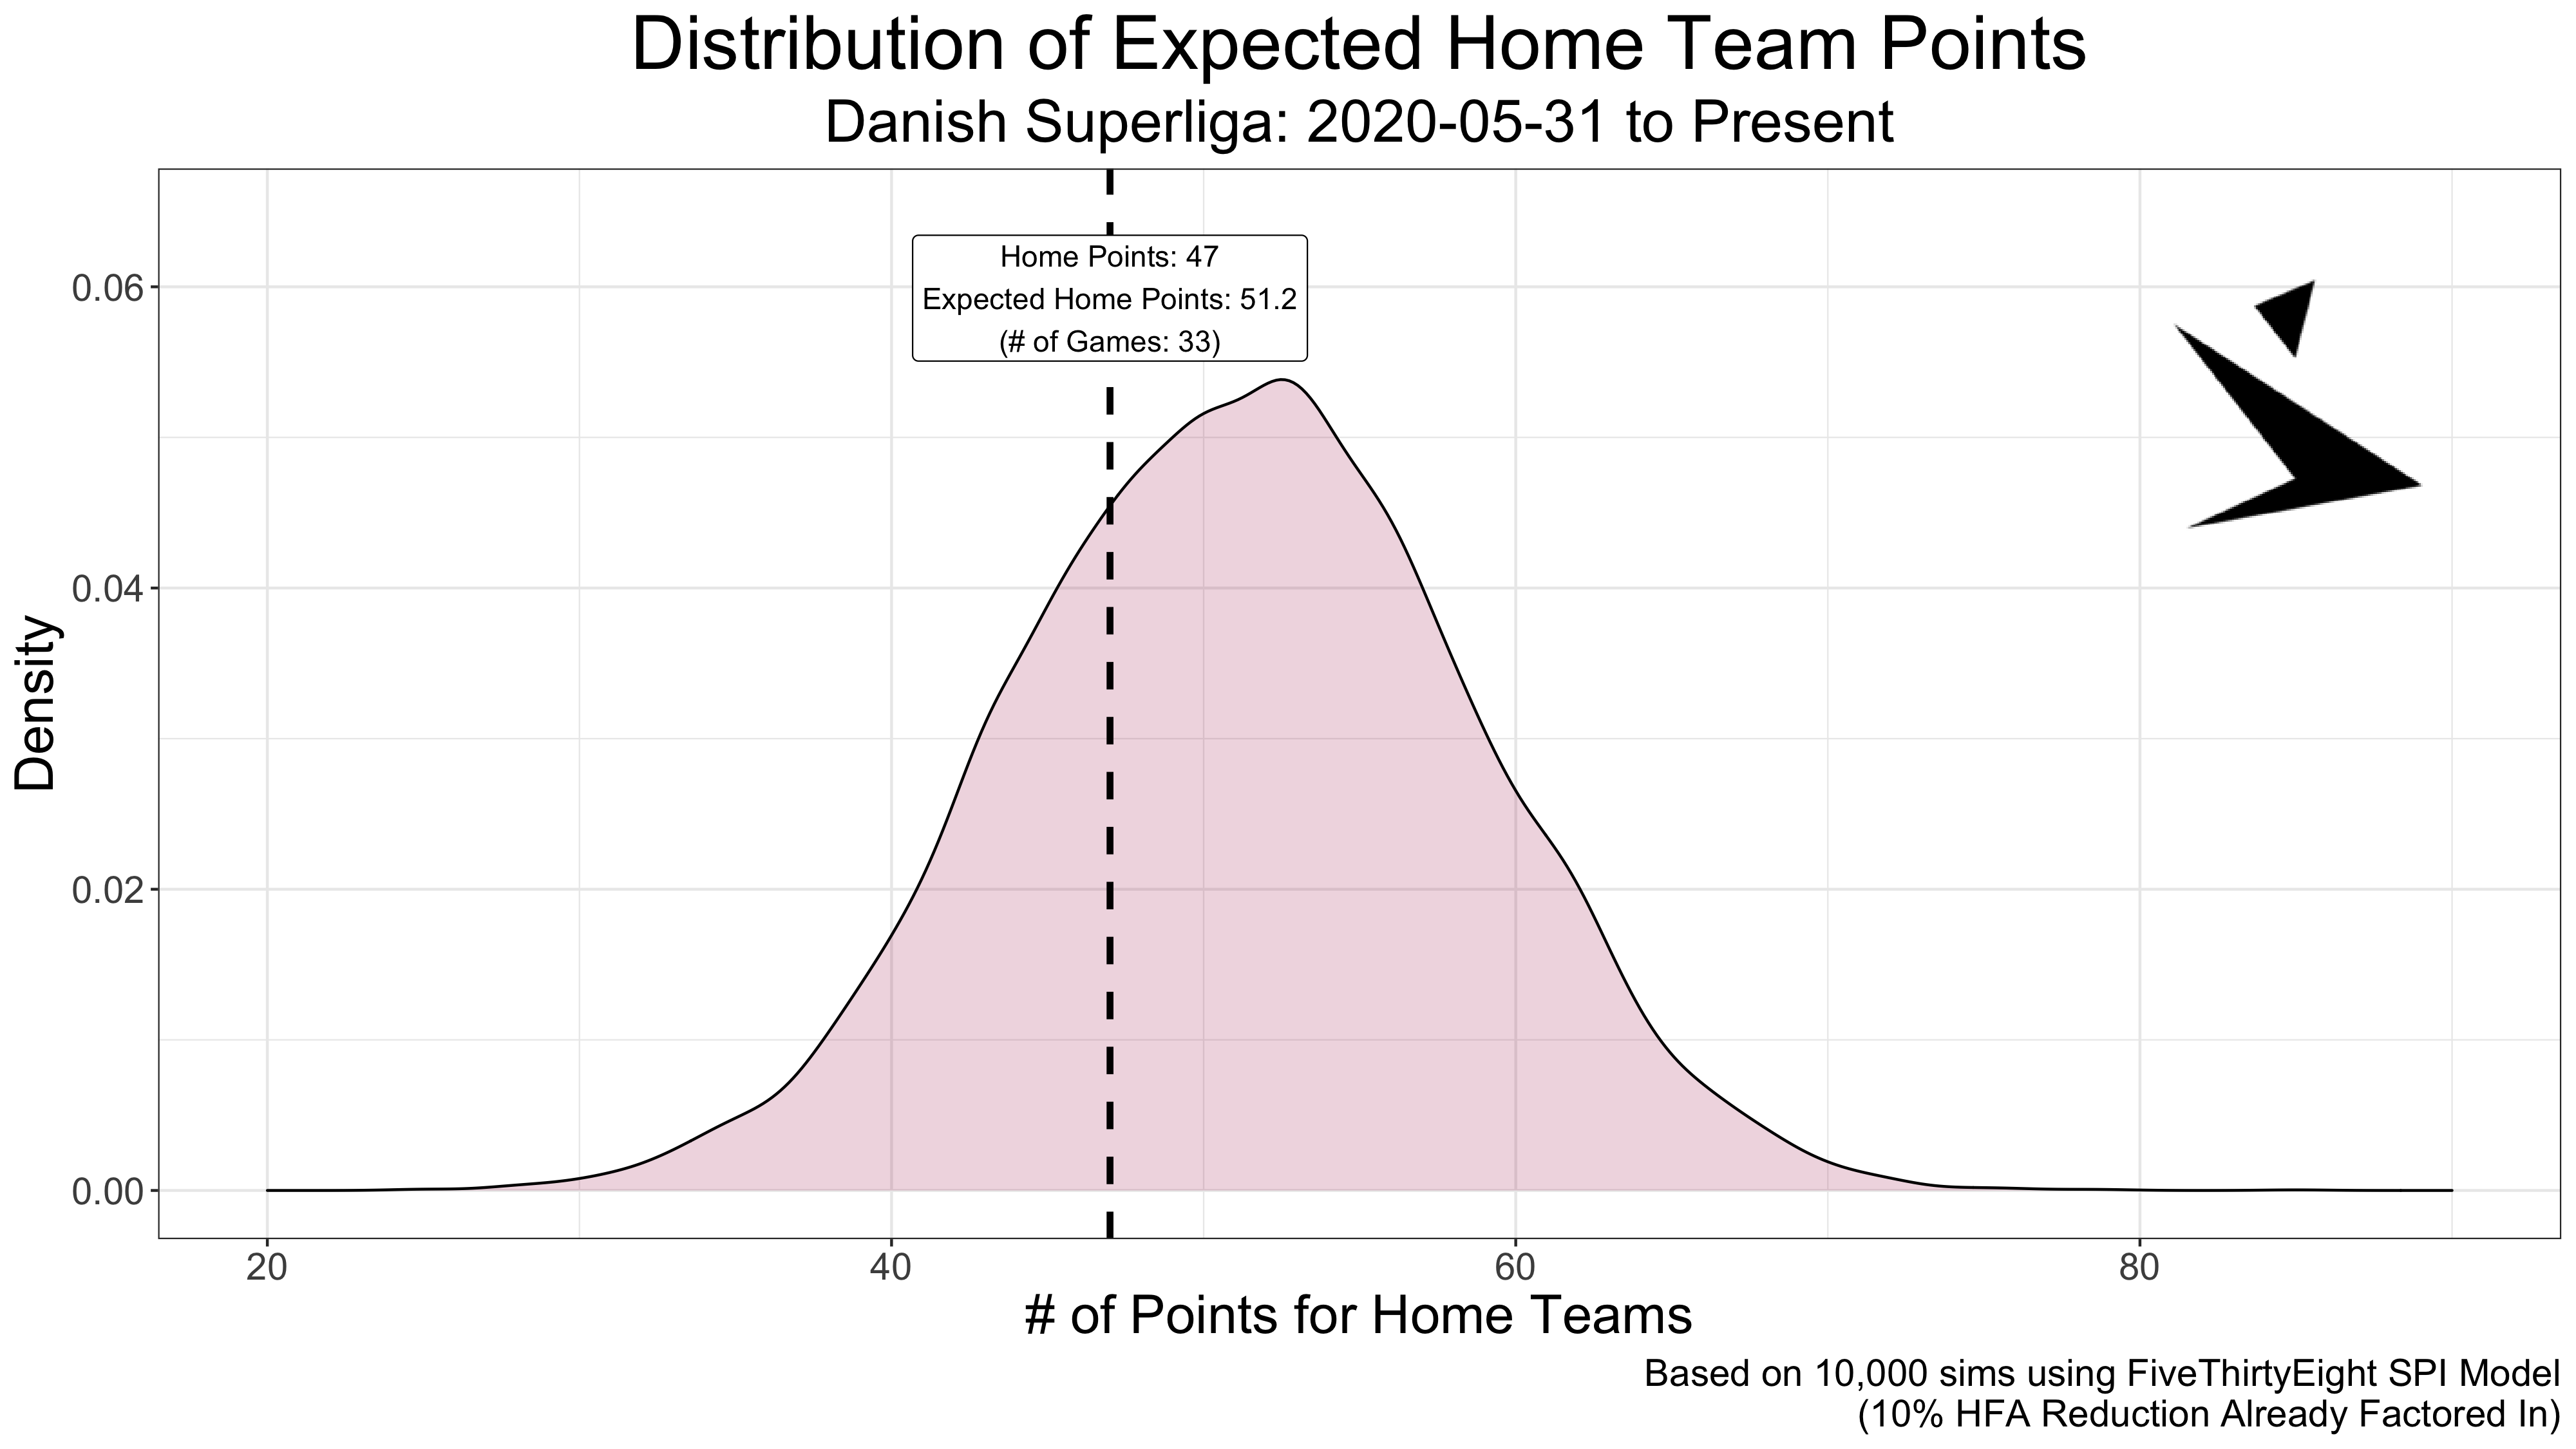 Distribution of Expected Home Team Points
Danish Superliga: 2020-05-31 to Present
Home Points: 47
Expected Home Points: 51.2
(# of Games: 33)
0.06
0.04
0.02
0.00
Density
20 40 60 80
# of Points for Home Teams
Based on 10,000 sims using FiveThirtyEight SPI Model
(10% HFA Reduction Already Factored In)